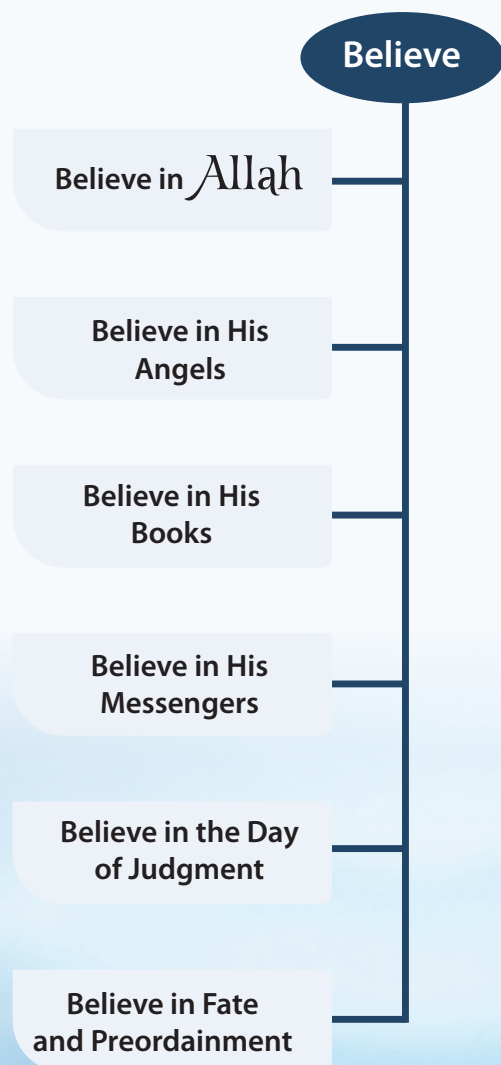 Believe
Believe in Allah
Believe in His
Angels
Believe in His
Books
Believe in His
Messengers
Believe in the Day
of Judgment
Believe in Fate
and Preordainment